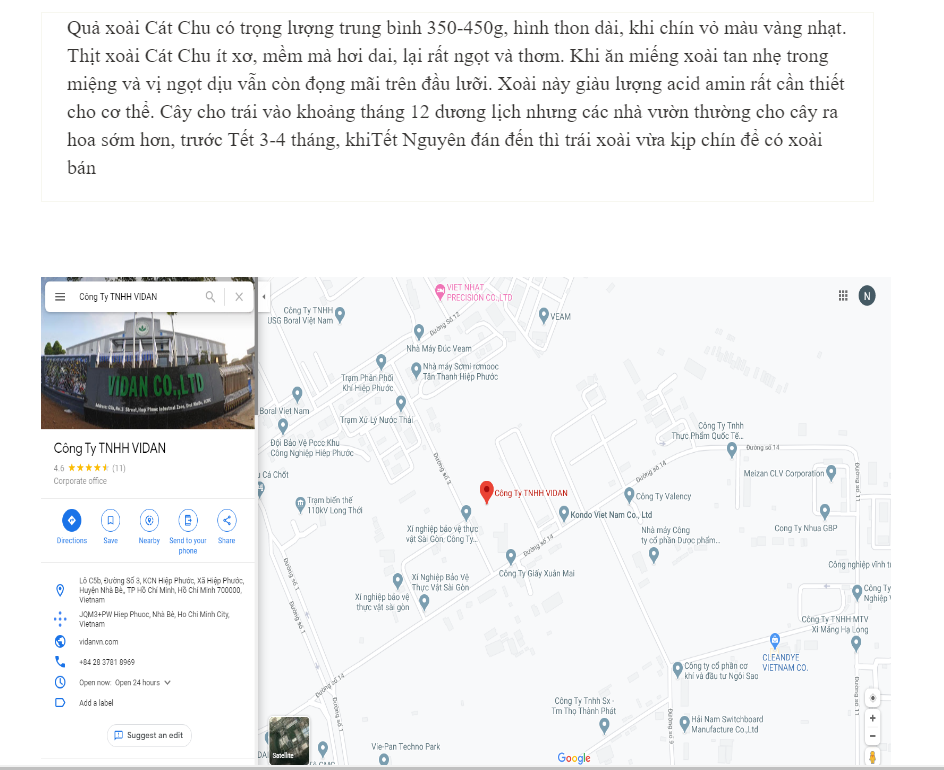 Quả xoài Cát Chu có trọng lượng trung bình 350-450g, hình thon dài, khi chín vỏ màu vàng nhạt.
Thịt xoài Cát Chu ít xơ, mềm mà hơi dai, lại rất ngọt và thơm. Khi ăn miếng xoài tan nhẹ trong
miệng và vị ngọt dịu vẫn còn đọng mãi trên đầu lưỡi. Xoài này giàu lượng acid amin rất cần thiết
cho cơ thể. Cây cho trái vào khoảng tháng 12 dương lịch nhưng các nhà vườn thường cho cây ra
hoa sớm hơn, trước Tết 3-4 tháng, khiTết Nguyên đán đến thì trái xoài vừa kịp chín để có xoài
bán
Công Ty TNHH VIDAN
VIDAN CO.,LTD
Công Ty TNHH VIDAN
4.6 (11)
Corporate office
Directions
Save
Nearby
Send to your
phone
Share
Lô C5b, Đường Số 3, KCN Hiệp Phước, Xã Hiệp Phước,
Huyện Nhà Bè, TP Hồ Chí Minh, Hồ Chí Minh 700000,
Vietnam
JQM3+PW Hiep Phuoc, Nhà Bè, Ho Chi Minh City,
Vietnam
vidanvn.com
+84 28 3781 8969
Open now: Open 24 hours
Add a label
Suggest an edit
VIET NHAT
PRECISION CO.,LTD
N
Công Ty TNHH
USG Boral Việt Nam
Đường Số 12
VEAM
Nhà Máy Đúc Veam
Nhà máy Sơmi rơmooc
Tân Thanh Hiệp Phước
Trạm Phân Phối
Khí Hiệp Phước
Boral Viet Nam
Trạm Xử Lý Nước Thải
Đội Bảo Vệ Pccc Khu
Công Nghiệp Hiệp Phước
Công Ty Tnhh
Thực Phẩm Quốc Tế...
Đường số 14
Meizan CLV Corporation
Đường số 11
Cá Chốt
Đường số 3
Đường số 14
Trạm biến thế
110kV Long Thới
Công Ty TNHH VIDAN
Công Ty Valency
Kondo Viet Nam Co., Ltd
Cong Ty Nhua GBP
Xí nghiệp bảo vệ thực
vật Sài Gòn, Công Ty...
Nhà máy Công
ty cổ phần Dược phẩm...
Đường số 14
Công Ty Giấy Xuân Mai
Công nghiệp vĩnh
Đường số 1
Xí Nghiệp Bảo Vệ
Thực Vật Sài Gòn
Xí nghiệp bảo vệ
thực vật sài gòn
Công Ty
Nghiệp
Đường số 1
Công Ty TNHH MTV
Xi Măng Hạ Long
CLEANDYE
VIETNAM CO.
Công ty cổ phần cơ
khí và đầu tư Ngôi Sao
Đường số 14
Đường số 11
Công Ty Tnhh Sx -
Tm Thọ Thành Phát
Đường số 1
Đường số 9
Hải Nam Switchboard
Manufacture Co.,Ltd
Vie-Pan Techno Park
Satellite
Google